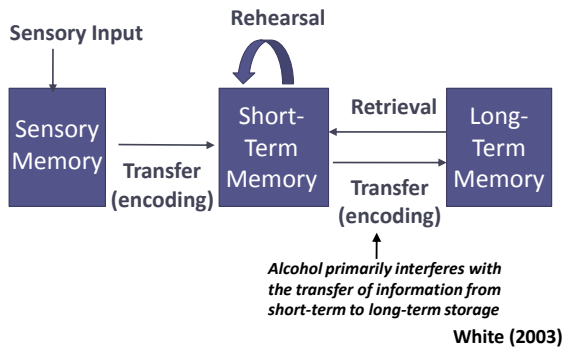 Sensory Input
Rehearsal
Sensory
Memory
Transfer
(encoding)
Short-
Term
Memory
Retrieval
Transfer
(encoding)
Long-
Term
Memory
Alcohol primarily interferes with
the transfer of information from
short-term to long-term storage
White (2003)